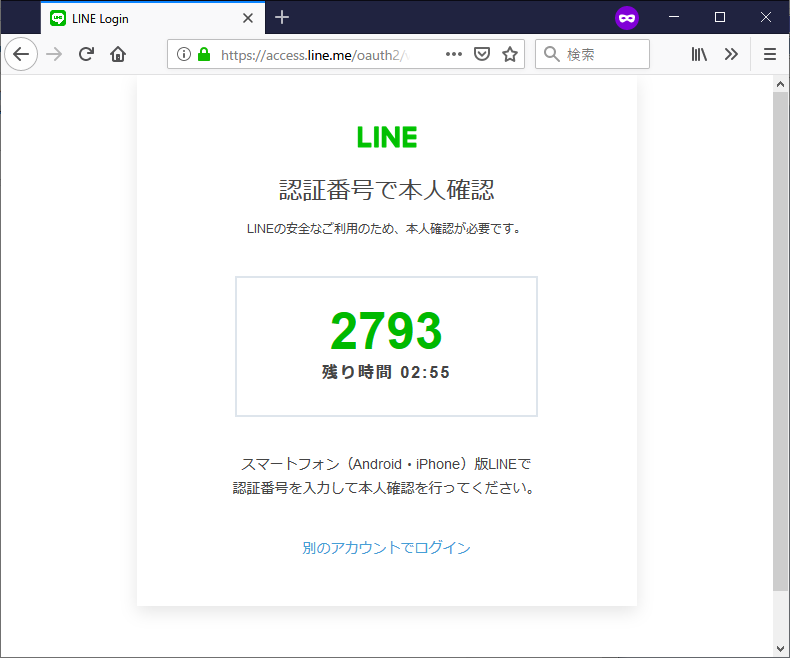 LINE Login
https://access.line.me/oauth2/
検索
LINE
認証番号で本人確認
LINEの安全なご利用のため、本人確認が必要です。
2793
残り時間 02:55
スマートフォン（Android・iPhone）版LINEで
認証番号を入力して本人確認を行ってください。
別のアカウントでログイン